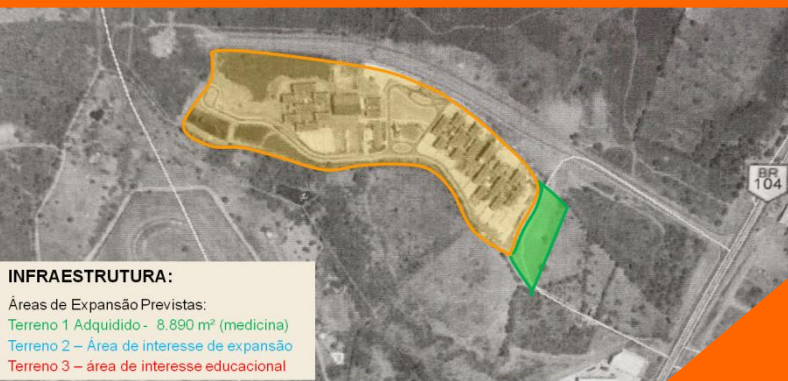 BR
104
INFRAESTRUTURA:
Áreas de Expansão Previstas:
Terreno 1 Adquidido - 8.890 m² (medicina)
Terreno 2 – Área de interesse de expansão
Terreno 3 – área de interesse educacional